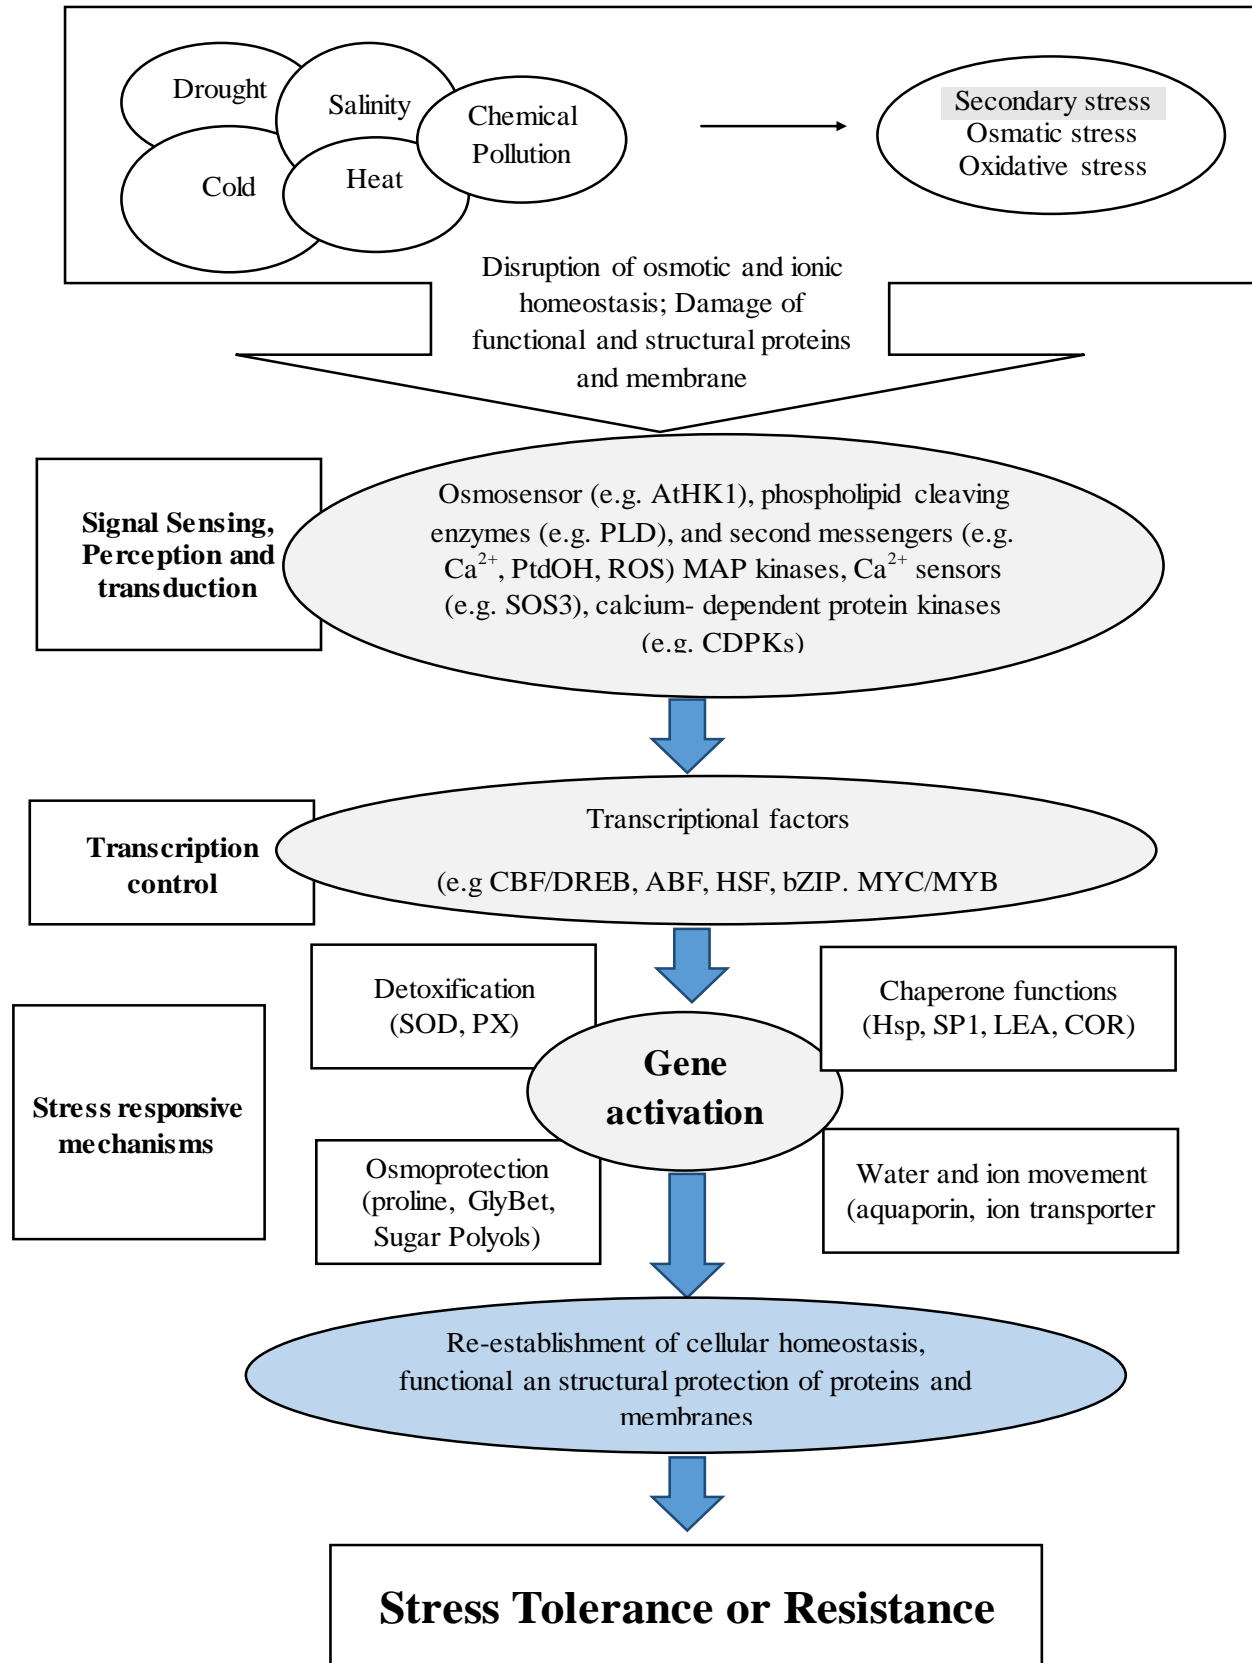 Drought
Salinity
Chemical
Pollution
Cold
Heat
Secondary stress
Osmatic stress
Oxidative stress
Disruption of osmotic and ionic
homeostasis; Damage of
functional and structural proteins
and membrane
Signal Sensing,
Perception and
transduction
Osmosensor (e.g. AtHK1), phospholipid cleaving
enzymes (e.g. PLD), and second messengers (e.g.
Ca²⁺, PtdOH, ROS) MAP kinases, Ca²⁺ sensors
(e.g. SOS3), calcium- dependent protein kinases
(e.g. CDPKs)
Transcription
control
Transcriptional factors
(e.g CBF/DREB, ABF, HSF, bZIP. MYC/MYB
Detoxification
(SOD, PX)
Chaperone functions
(Hsp, SP1, LEA, COR)
Gene
activation
Stress responsive
mechanisms
Osmoprotection
(proline, GlyBet,
Sugar Polyols)
Water and ion movement
(aquaporin, ion transporter
Re-establishment of cellular homeostasis,
functional an structural protection of proteins and
membranes
Stress Tolerance or Resistance